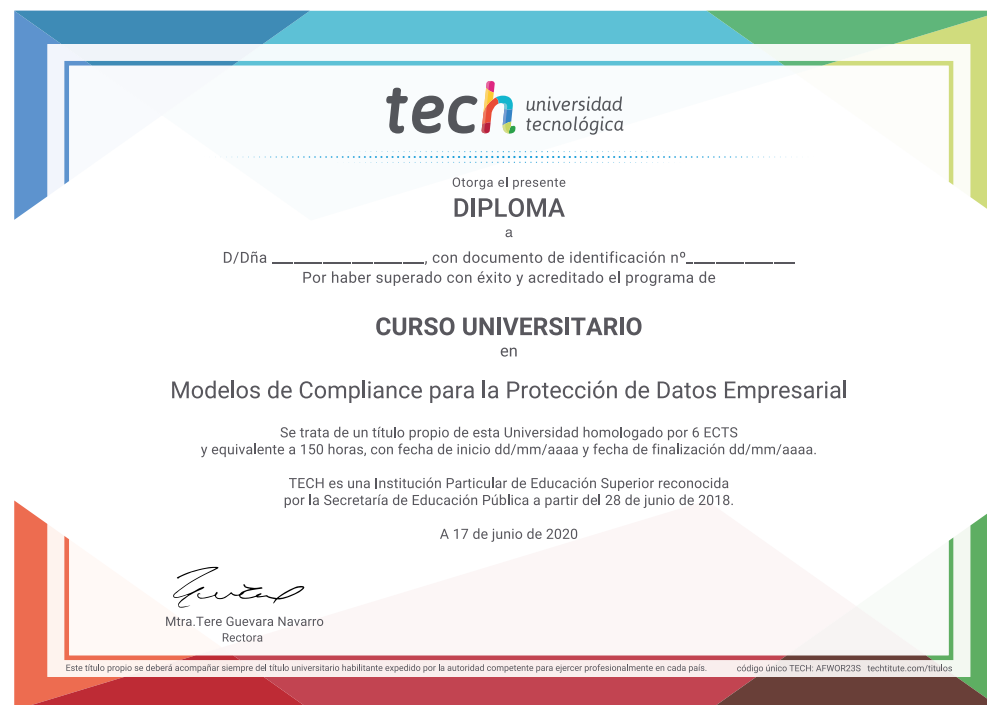 tech universidad
tecnológica
Otorga el presente
DIPLOMA
a
D/Dña ______________, con documento de identificación nº__________
Por haber superado con éxito y acreditado el programa de
CURSO UNIVERSITARIO
en
Modelos de Compliance para la Protección de Datos Empresarial
Se trata de un título propio de esta Universidad homologado por 6 ECTS
y equivalente a 150 horas, con fecha de inicio dd/mm/aaaa y fecha de finalización dd/mm/aaaa.
TECH es una Institución Particular de Educación Superior reconocida
por la Secretaría de Educación Pública a partir del 28 de junio de 2018.
A 17 de junio de 2020
Mtra.Tere Guevara Navarro
Rectora
Este título propio se deberá acompañar siempre del título universitario habilitante expedido por la autoridad competente para ejercer profesionalmente en cada país. código único TECH: AFWOR23S techtitute.com/titulos